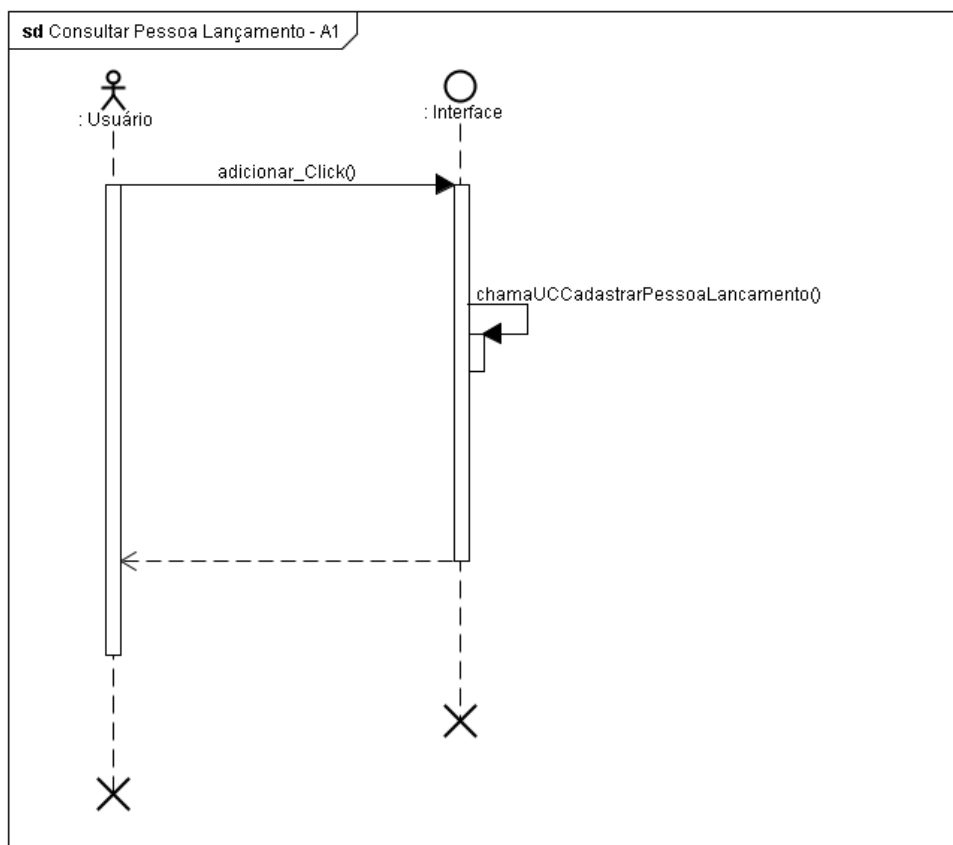 sd Consultar Pessoa Lançamento - A1
: Usuário
: Interface
adicionar_Click()
chamaUCCadastrarPessoaLancamento()